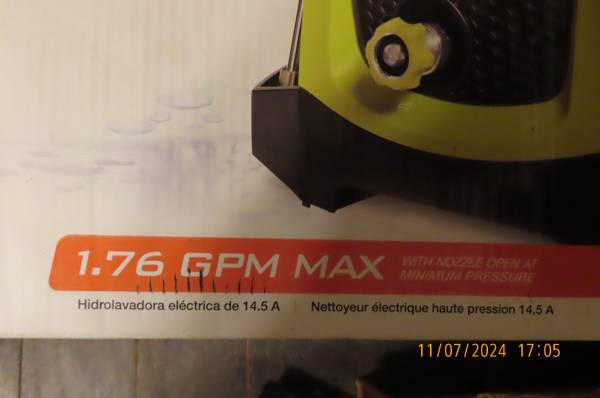 1.76 GPM MAX
WITH NOZZLE OPEN AT
MINIMUM PRESSURE
Hidrolavadora eléctrica de 14.5 A | Nettoyeur électrique haute pression 14,5 A
11/07/2024 17:05